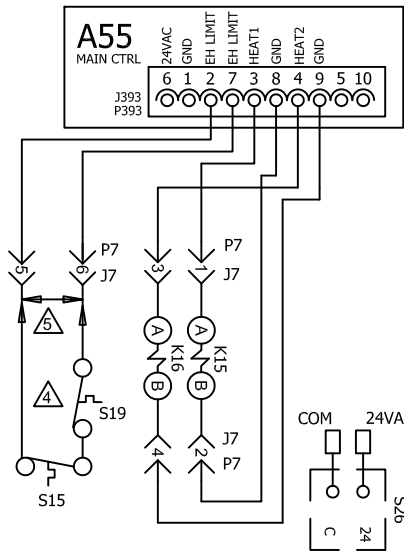 A55
MAIN CTRL
24VAC GND EH LIMIT EH LIMIT HEAT1 GND HEAT2 GND
6 1 2 7 3 8 4 9 5 10
J393
P393
5 6 P7 3 1 P7
J7 J7
5
A A
4
K16 K15
B B
S19
COM 24VA
J7
4 2 P7
S15
C 24
S26